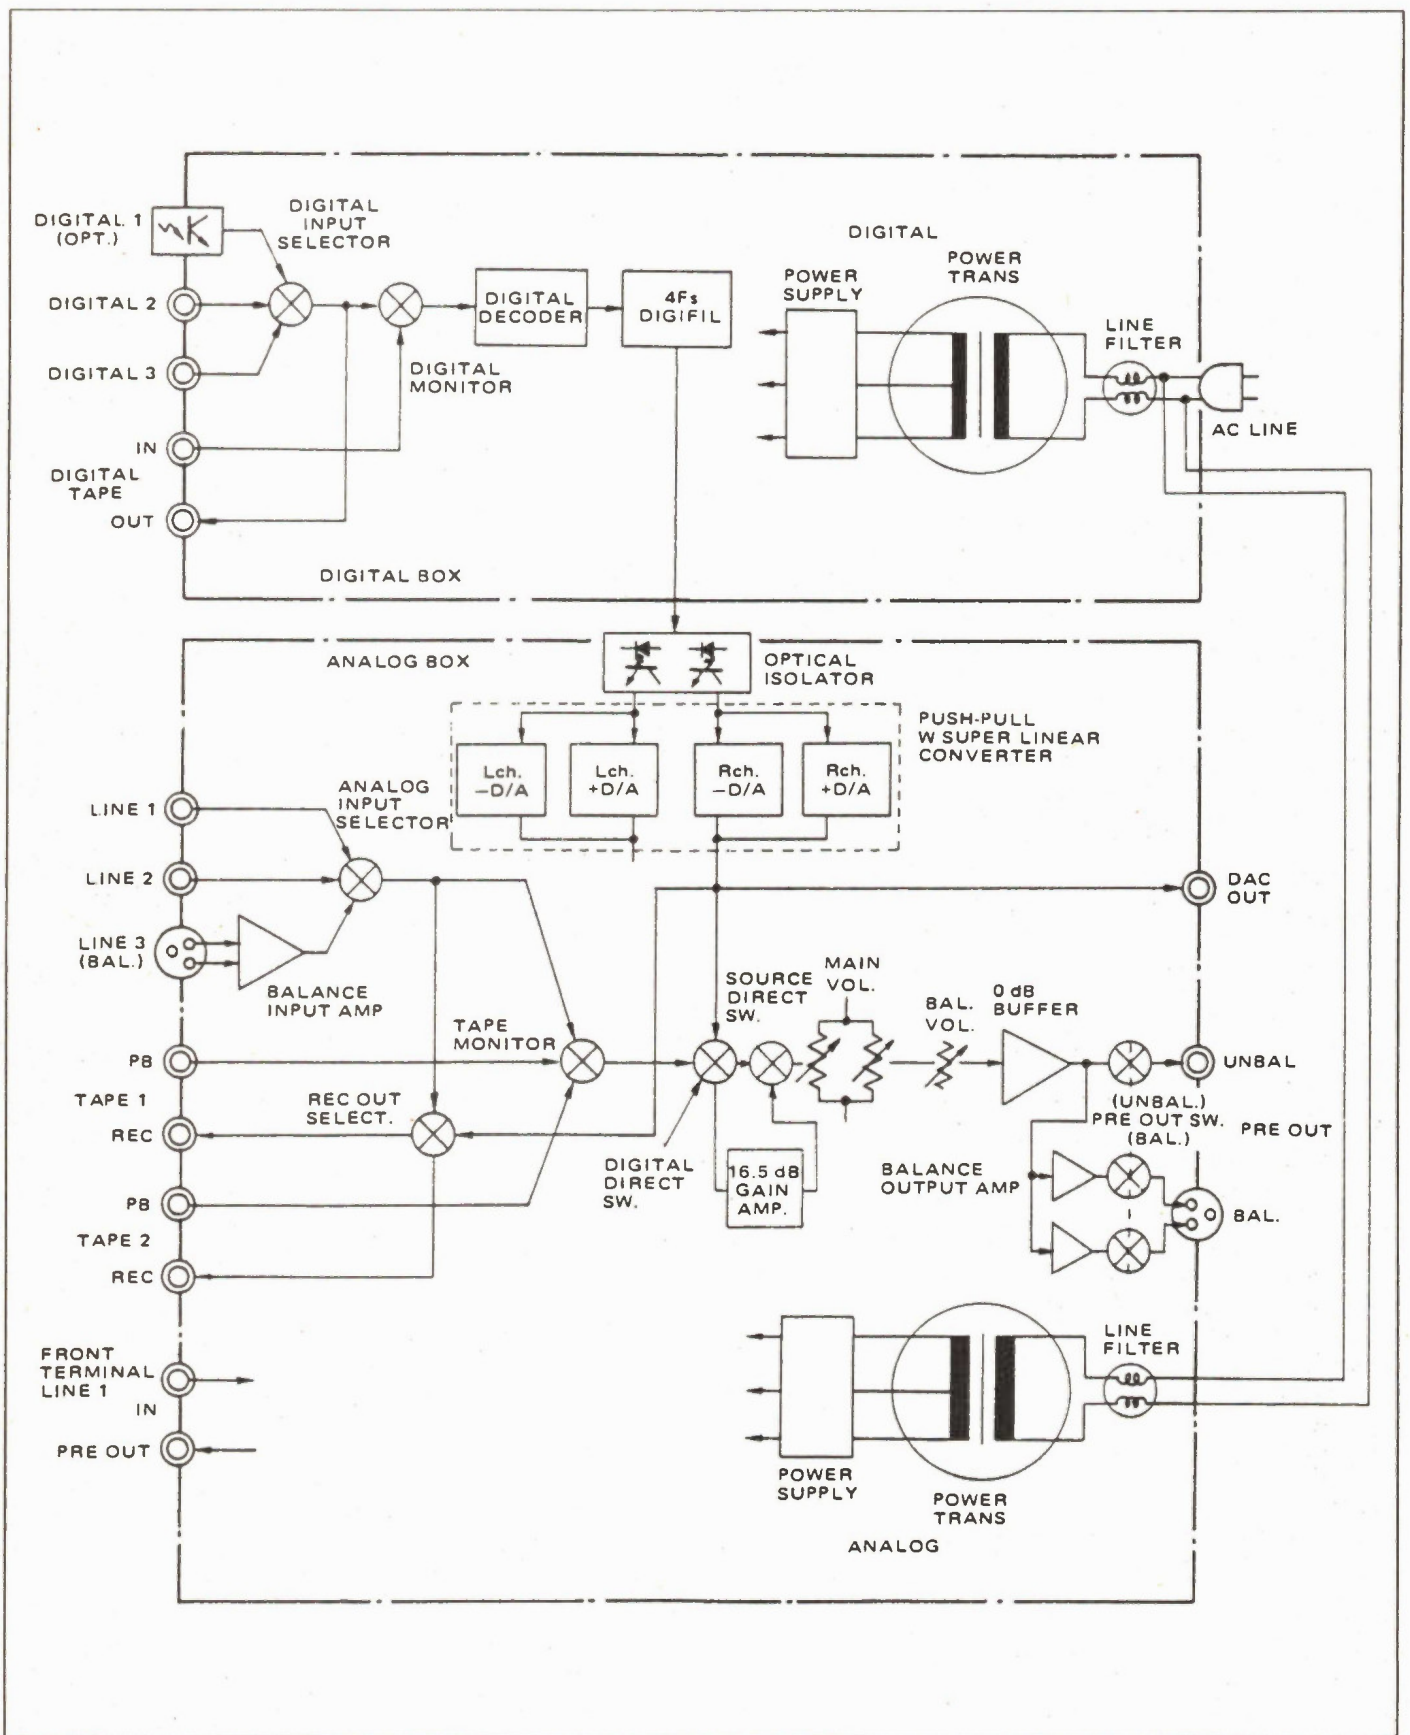 DIGITAL 1
(OPT.)
DIGITAL
INPUT
SELECTOR
DIGITAL 2
DIGITAL 3
IN
DIGITAL
TAPE
OUT
DIGITAL
DECODER
4Fs
DIGIFIL
DIGITAL
MONITOR
DIGITAL
POWER
SUPPLY
POWER
TRANS
LINE
FILTER
AC LINE
DIGITAL BOX
ANALOG BOX
OPTICAL
ISOLATOR
PUSH-PULL
W SUPER LINEAR
CONVERTER
Lch.
−D/A
Lch.
+D/A
Rch.
−D/A
Rch.
+D/A
ANALOG
INPUT
SELECTOR
LINE 1
LINE 2
LINE 3
(BAL.)
BALANCE
INPUT AMP
DAC
OUT
SOURCE
DIRECT
SW.
MAIN
VOL.
BAL.
VOL.
0 dB
BUFFER
TAPE
MONITOR
PB
TAPE 1
REC
REC OUT
SELECT.
PB
TAPE 2
REC
DIGITAL
DIRECT
SW.
16.5 dB
GAIN
AMP.
UNBAL
(UNBAL.)
PRE OUT SW.
(BAL.)
PRE OUT
BALANCE
OUTPUT AMP
BAL.
FRONT
TERMINAL
LINE 1
IN
PRE OUT
LINE
FILTER
POWER
SUPPLY
POWER
TRANS
ANALOG